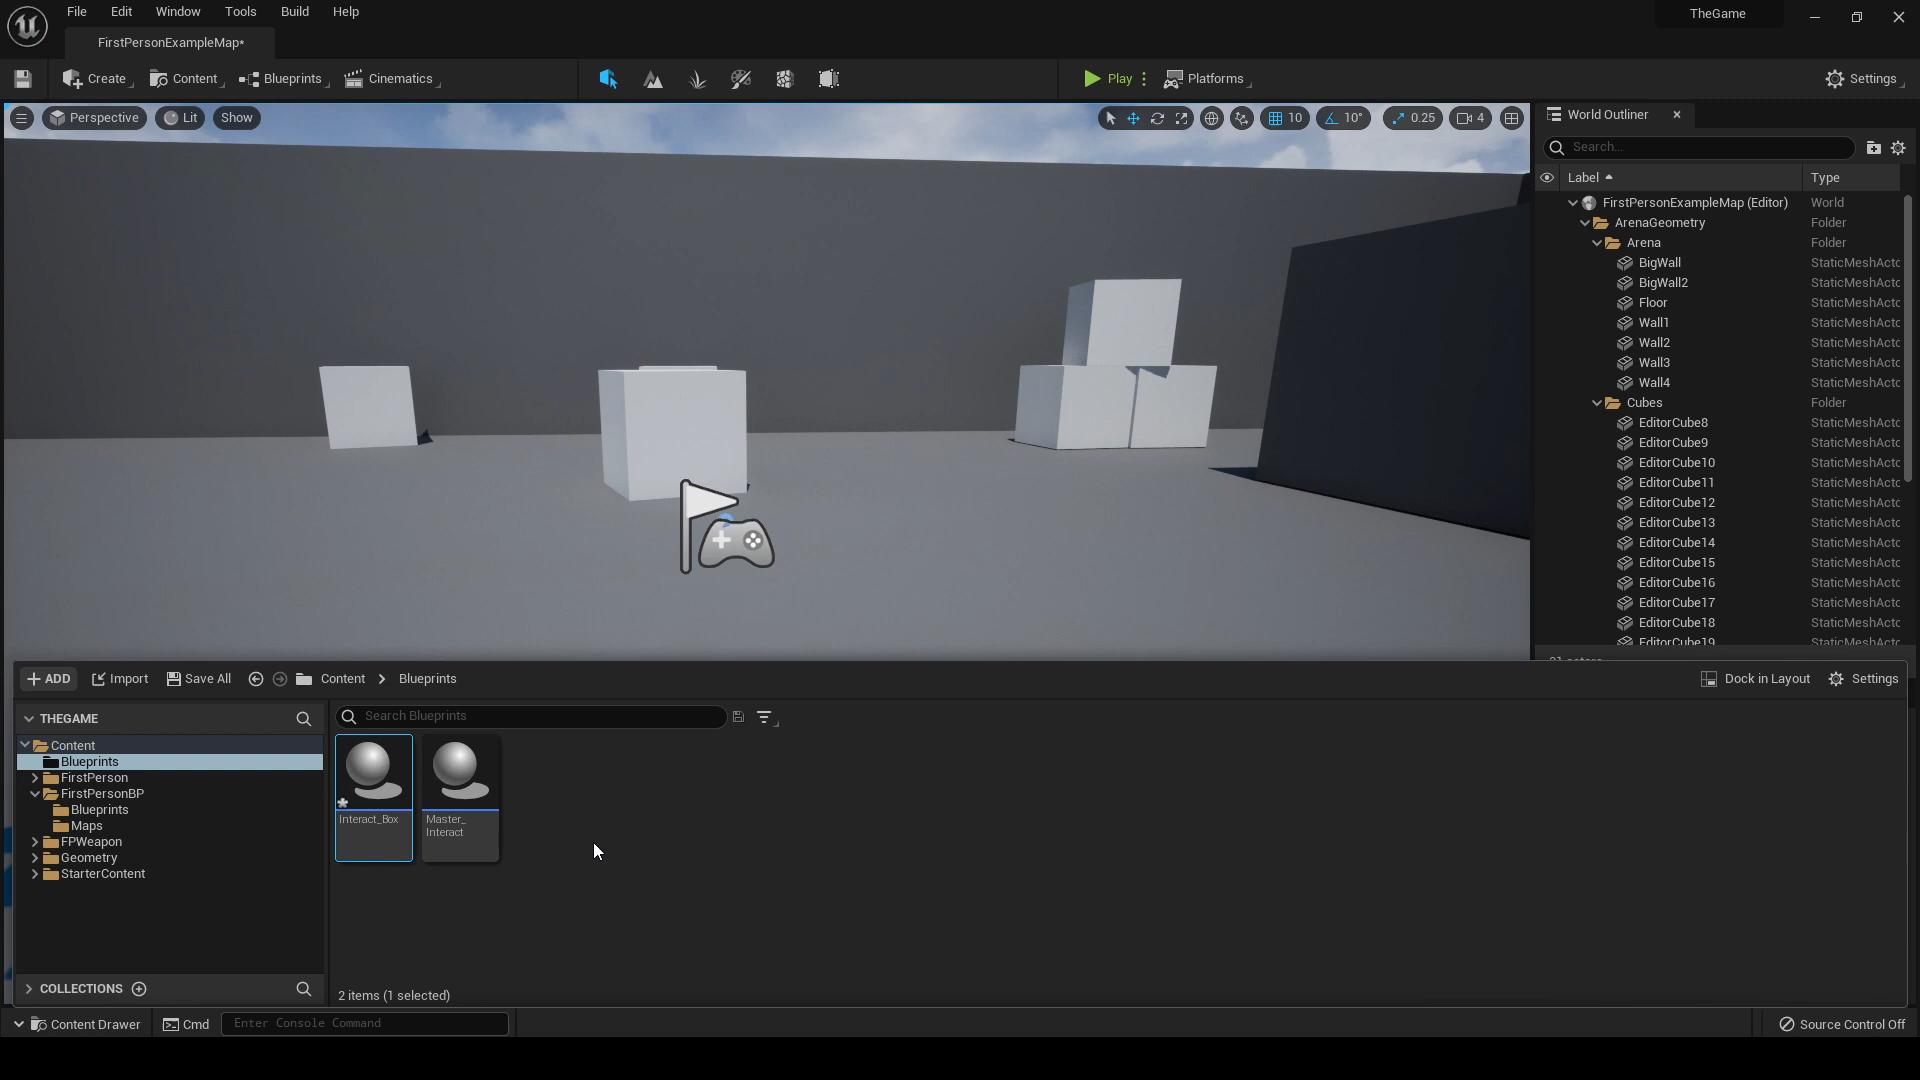 File Edit Window Tools Build Help
TheGame
FirstPersonExampleMap*
Create Content Blueprints Cinematics Play Platforms Settings
Perspective Lit Show 10 10° 0.25 4
World Outliner
Search...
Label Type
FirstPersonExampleMap (Editor) World
ArenaGeometry Folder
Arena Folder
BigWall StaticMeshActo
BigWall2 StaticMeshActo
Floor StaticMeshActo
Wall1 StaticMeshActo
Wall2 StaticMeshActo
Wall3 StaticMeshActo
Wall4 StaticMeshActo
Cubes Folder
EditorCube8 StaticMeshActo
EditorCube9 StaticMeshActo
EditorCube10 StaticMeshActo
EditorCube11 StaticMeshActo
EditorCube12 StaticMeshActo
EditorCube13 StaticMeshActo
EditorCube14 StaticMeshActo
EditorCube15 StaticMeshActo
EditorCube16 StaticMeshActo
EditorCube17 StaticMeshActo
EditorCube18 StaticMeshActo
EditorCube19 StaticMeshActo
ADD Import Save All Content Blueprints Dock in Layout Settings
THEGAME
Search Blueprints
Content
Blueprints
FirstPerson
FirstPersonBP
Blueprints
Maps
FPWeapon
Geometry
StarterContent
Interact_Box
Master_
Interact
COLLECTIONS
2 items (1 selected)
Content Drawer Cmd Enter Console Command Source Control Off